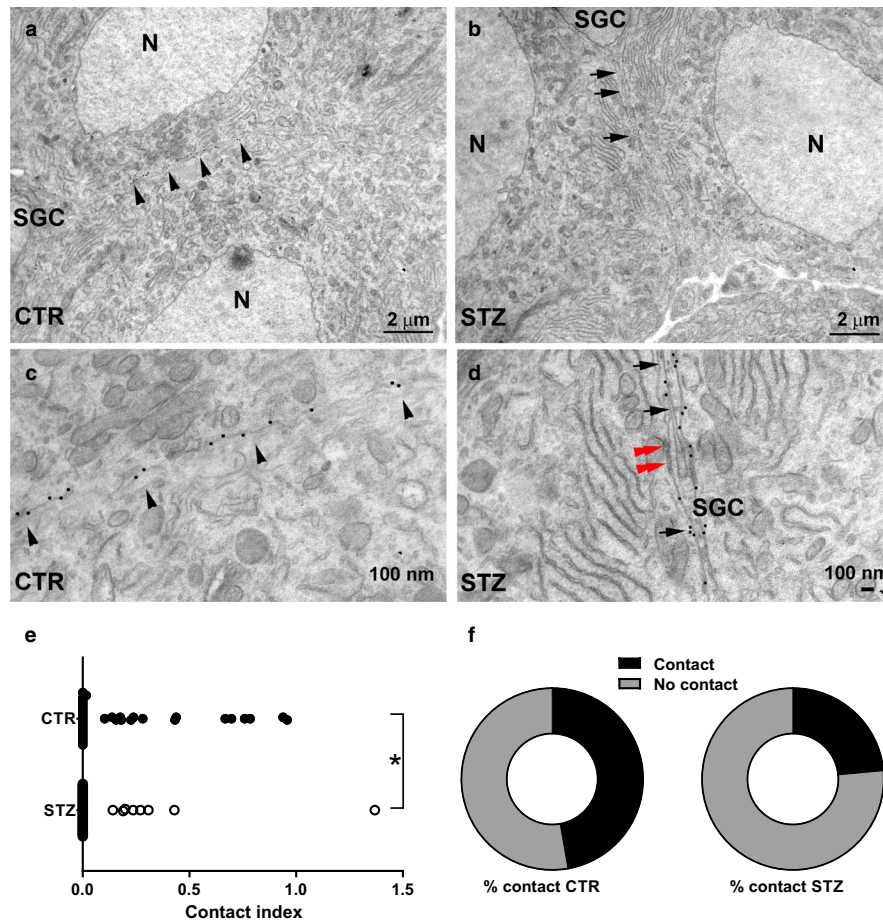 a
N
SGC
N
CTR
2 μm
b
SGC
N
N
STZ
2 μm
c
CTR
100 nm
d
SGC
STZ
100 nm
e
CTR
STZ
*
0.0 0.5 1.0 1.5
Contact index
f
Contact
No contact
% contact CTR
% contact STZ